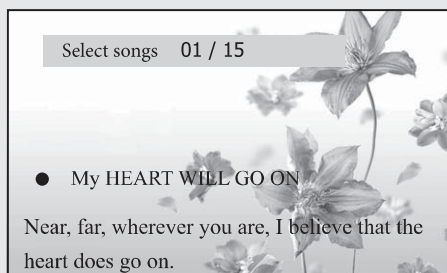 Select songs 01 / 15
● My HEART WILL GO ON
Near, far, wherever you are, I believe that the
heart does go on.